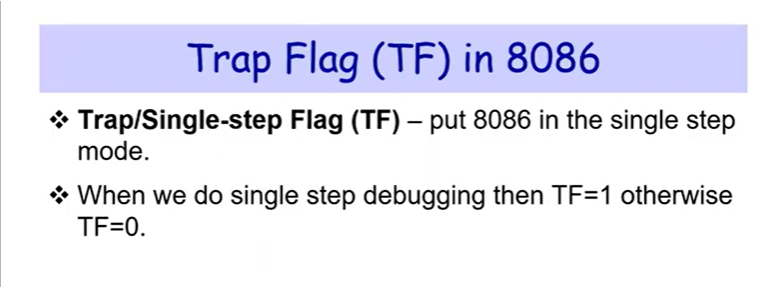 Trap Flag (TF) in 8086
❖ Trap/Single-step Flag (TF) – put 8086 in the single step
mode.
❖ When we do single step debugging then TF=1 otherwise
TF=0.